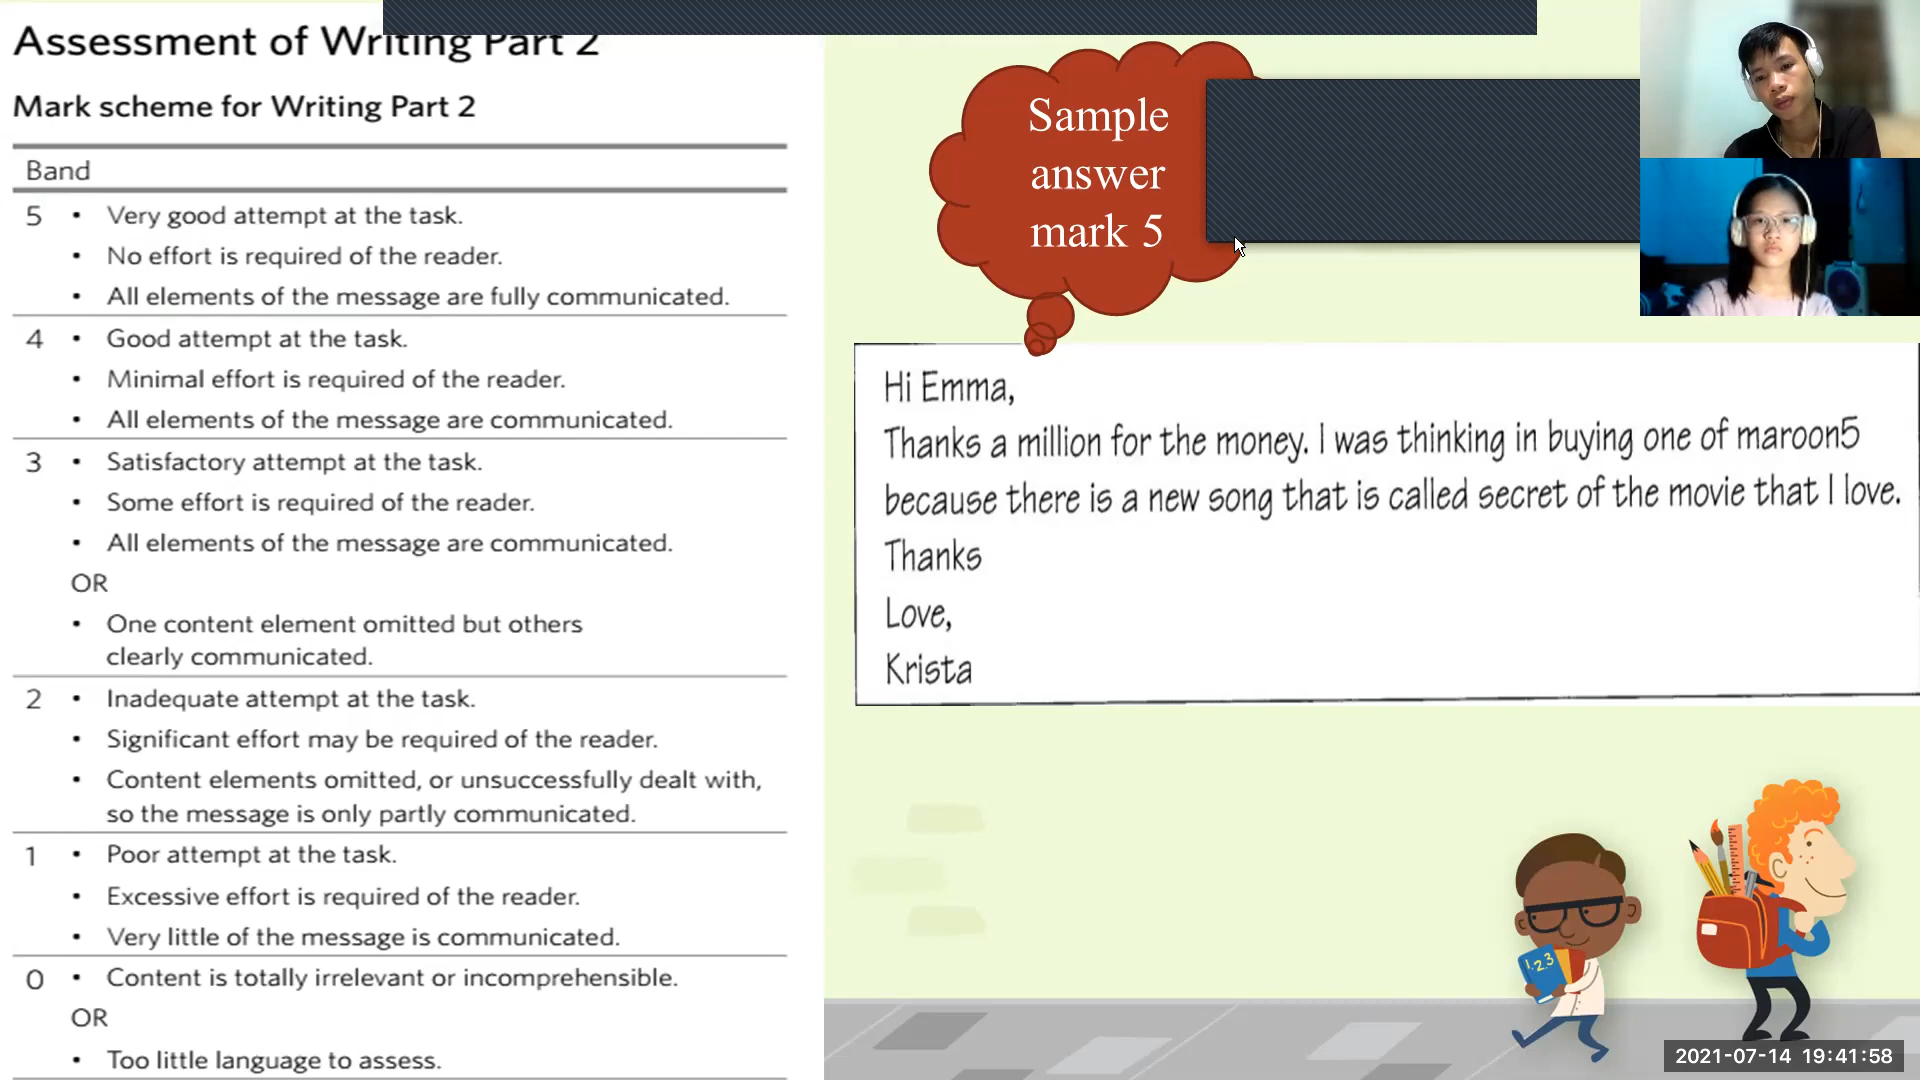 Assessment of Writing Part 2
Mark scheme for Writing Part 2
Band
5 • Very good attempt at the task.
• No effort is required of the reader.
• All elements of the message are fully communicated.
4 • Good attempt at the task.
• Minimal effort is required of the reader.
• All elements of the message are communicated.
3 • Satisfactory attempt at the task.
• Some effort is required of the reader.
• All elements of the message are communicated.
OR
• One content element omitted but others
clearly communicated.
2 • Inadequate attempt at the task.
• Significant effort may be required of the reader.
• Content elements omitted, or unsuccessfully dealt with,
so the message is only partly communicated.
1 • Poor attempt at the task.
• Excessive effort is required of the reader.
• Very little of the message is communicated.
0 • Content is totally irrelevant or incomprehensible.
OR
• Too little language to assess.
Sample
answer
mark 5
Hi Emma,
Thanks a million for the money. I was thinking in buying one of maroon5
because there is a new song that is called secret of the movie that I love.
Thanks
Love,
Krista
1.2.3
2021-07-14 19:41:58